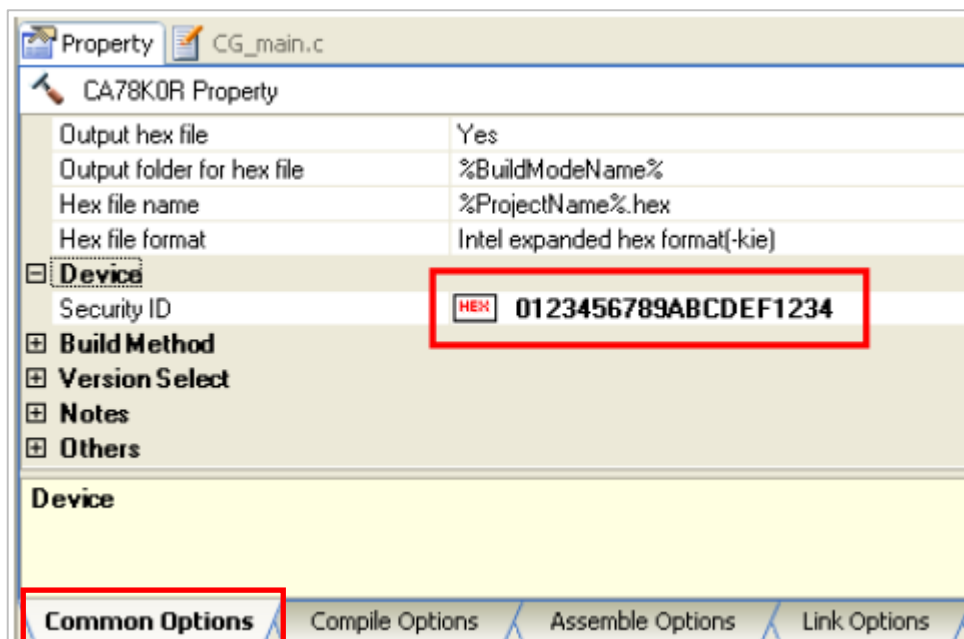 Property CG_main.c
CA78K0R Property
Output hex file Yes
Output folder for hex file %BuildModeName%
Hex file name %ProjectName%.hex
Hex file format Intel expanded hex format(-kie)
Device
Security ID HEX 0123456789ABCDEF1234
Build Method
Version Select
Notes
Others
Device
Common Options Compile Options Assemble Options Link Options